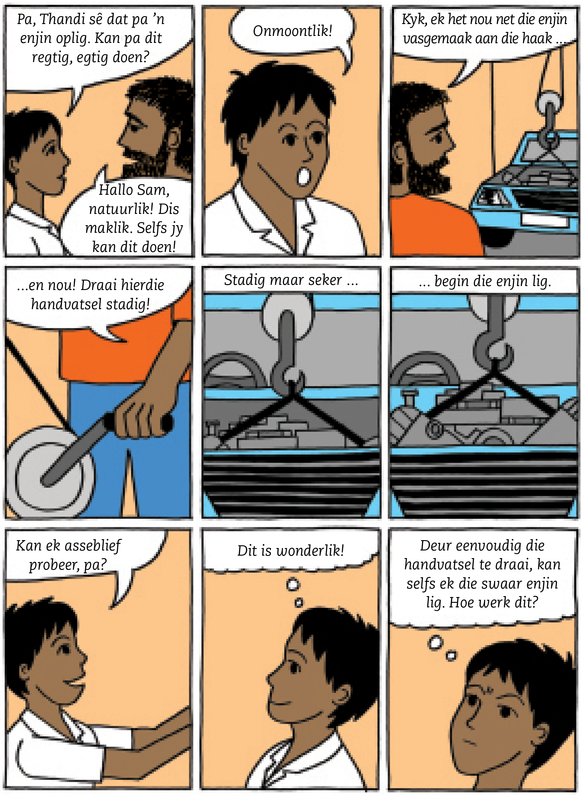 Pa, Thandi sê dat pa 'n
enjin oplig. Kan pa dit
regtig, egtig doen?
Hallo Sam,
natuurlik! Dis
maklik. Selfs jy
kan dit doen!
Onmoontlik!
Kyk, ek het nou net die enjin
vasgemaak aan die haak ...
...en nou! Draai hierdie
handvatsel stadig!
Stadig maar seker ...
... begin die enjin lig.
Kan ek asseblief
probeer, pa?
Dit is wonderlik!
Deur eenvoudig die
handvatsel te draai, kan
selfs ek die swaar enjin
lig. Hoe werk dit?